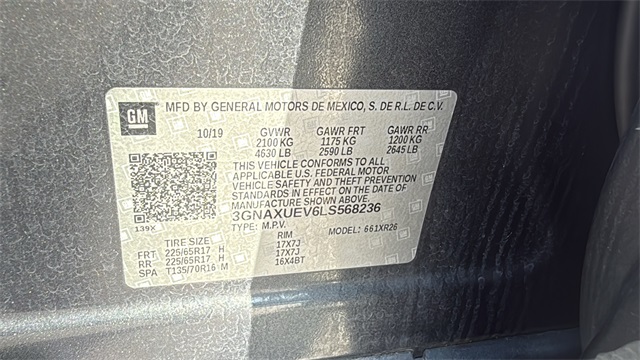 GM
MFD BY GENERAL MOTORS DE MEXICO, S. DE R.L. DE C.V.
10/19 GVWR GAWR FRT GAWR RR
2100 KG 1175 KG 1200 KG
4630 LB 2590 LB 2645 LB
THIS VEHICLE CONFORMS TO ALL
APPLICABLE U.S. FEDERAL MOTOR
VEHICLE SAFETY AND THEFT PREVENTION
STANDARDS IN EFFECT ON THE DATE OF
MANUFACTURE SHOWN ABOVE.
3GNAXUEV6LS568236
139X TYPE: M.P.V. MODEL: 661XR26
TIRE SIZE RIM
FRT 225/65R17 H 17X7J
RR 225/65R17 H 17X7J
SPA T135/70R16 M 16X4BT